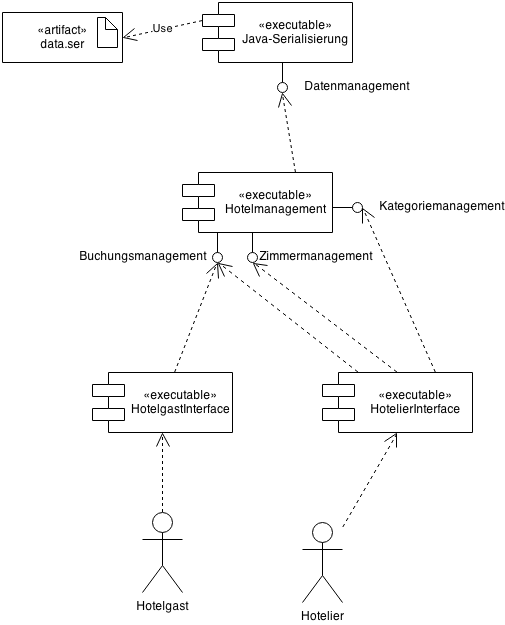 «artifact»
data.ser
Use
«executable»
Java-Serialisierung
Datenmanagement
«executable»
Hotelmanagement
Kategoriemanagement
Buchungsmanagement
Zimmermanagement
«executable»
HotelgastInterface
«executable»
HotelierInterface
Hotelgast
Hotelier